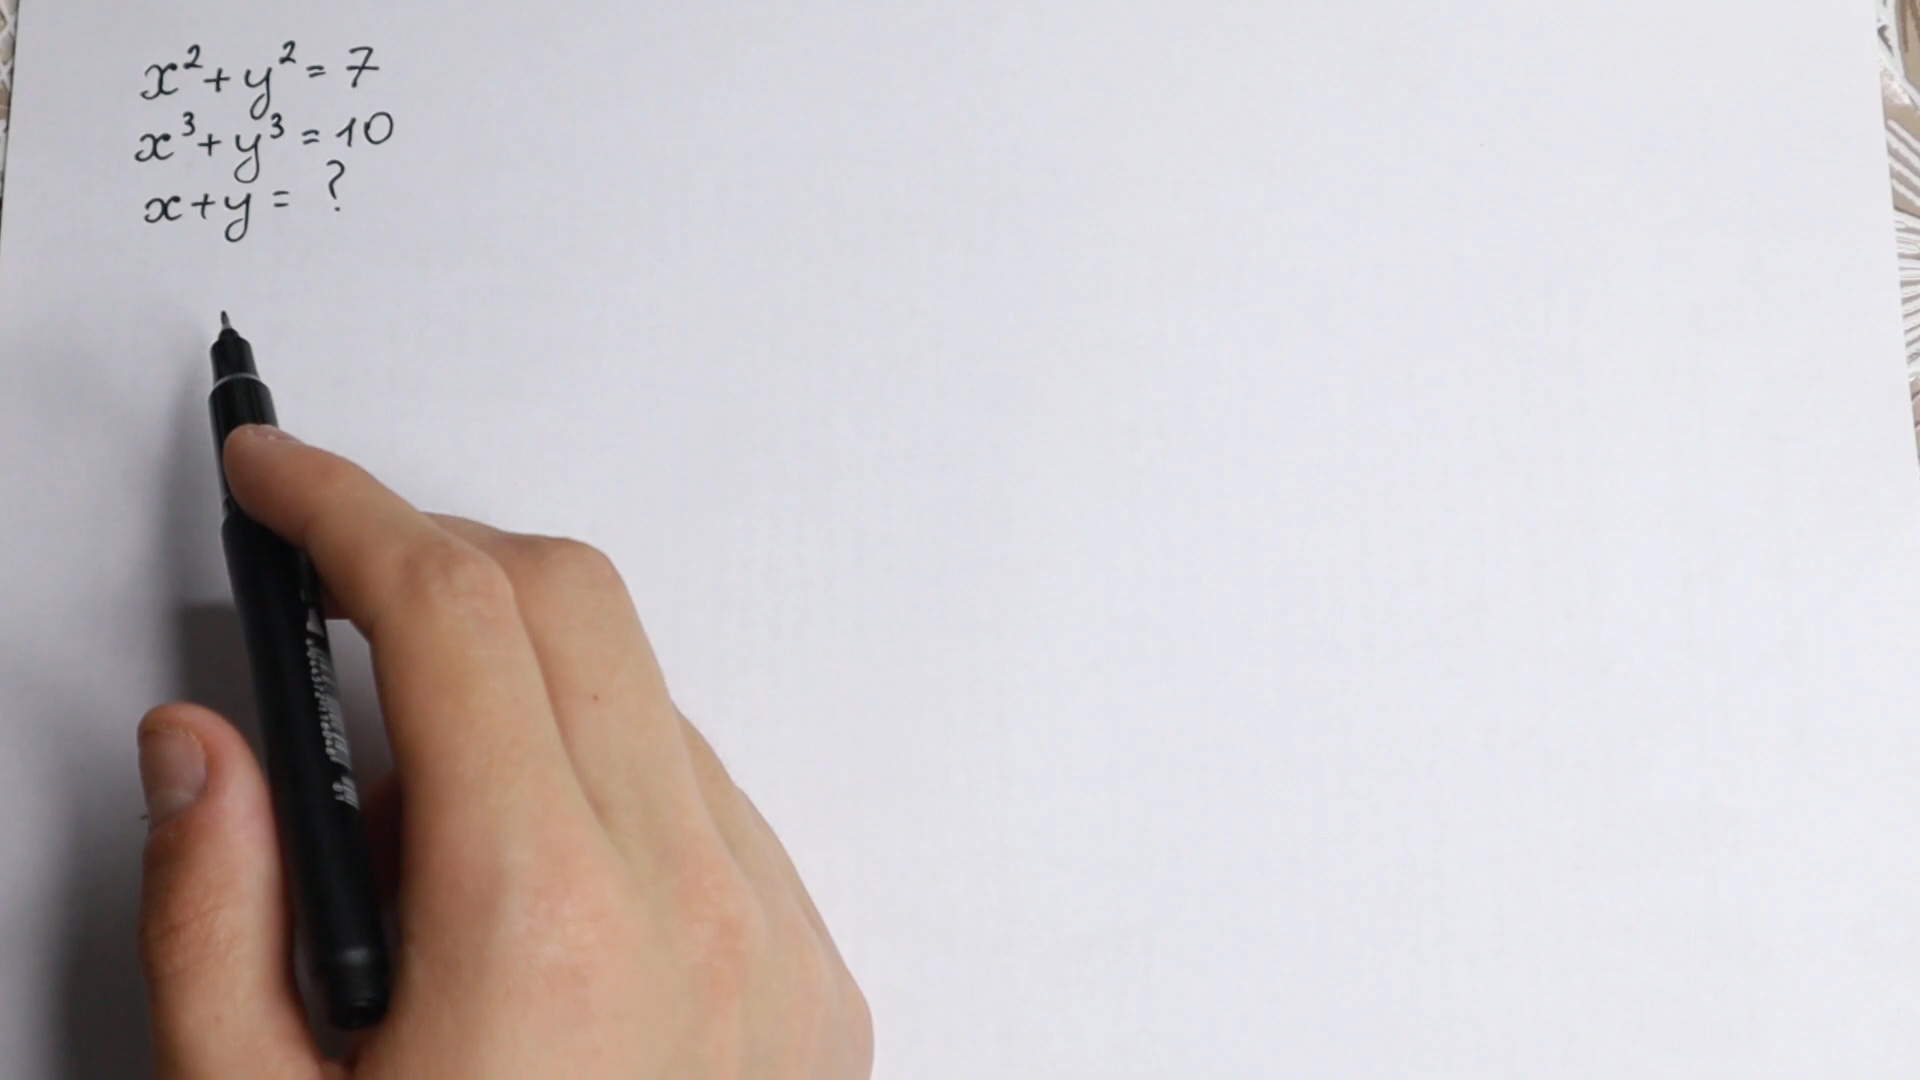 x² + y² = 7
x³ + y³ = 10
x + y = ?